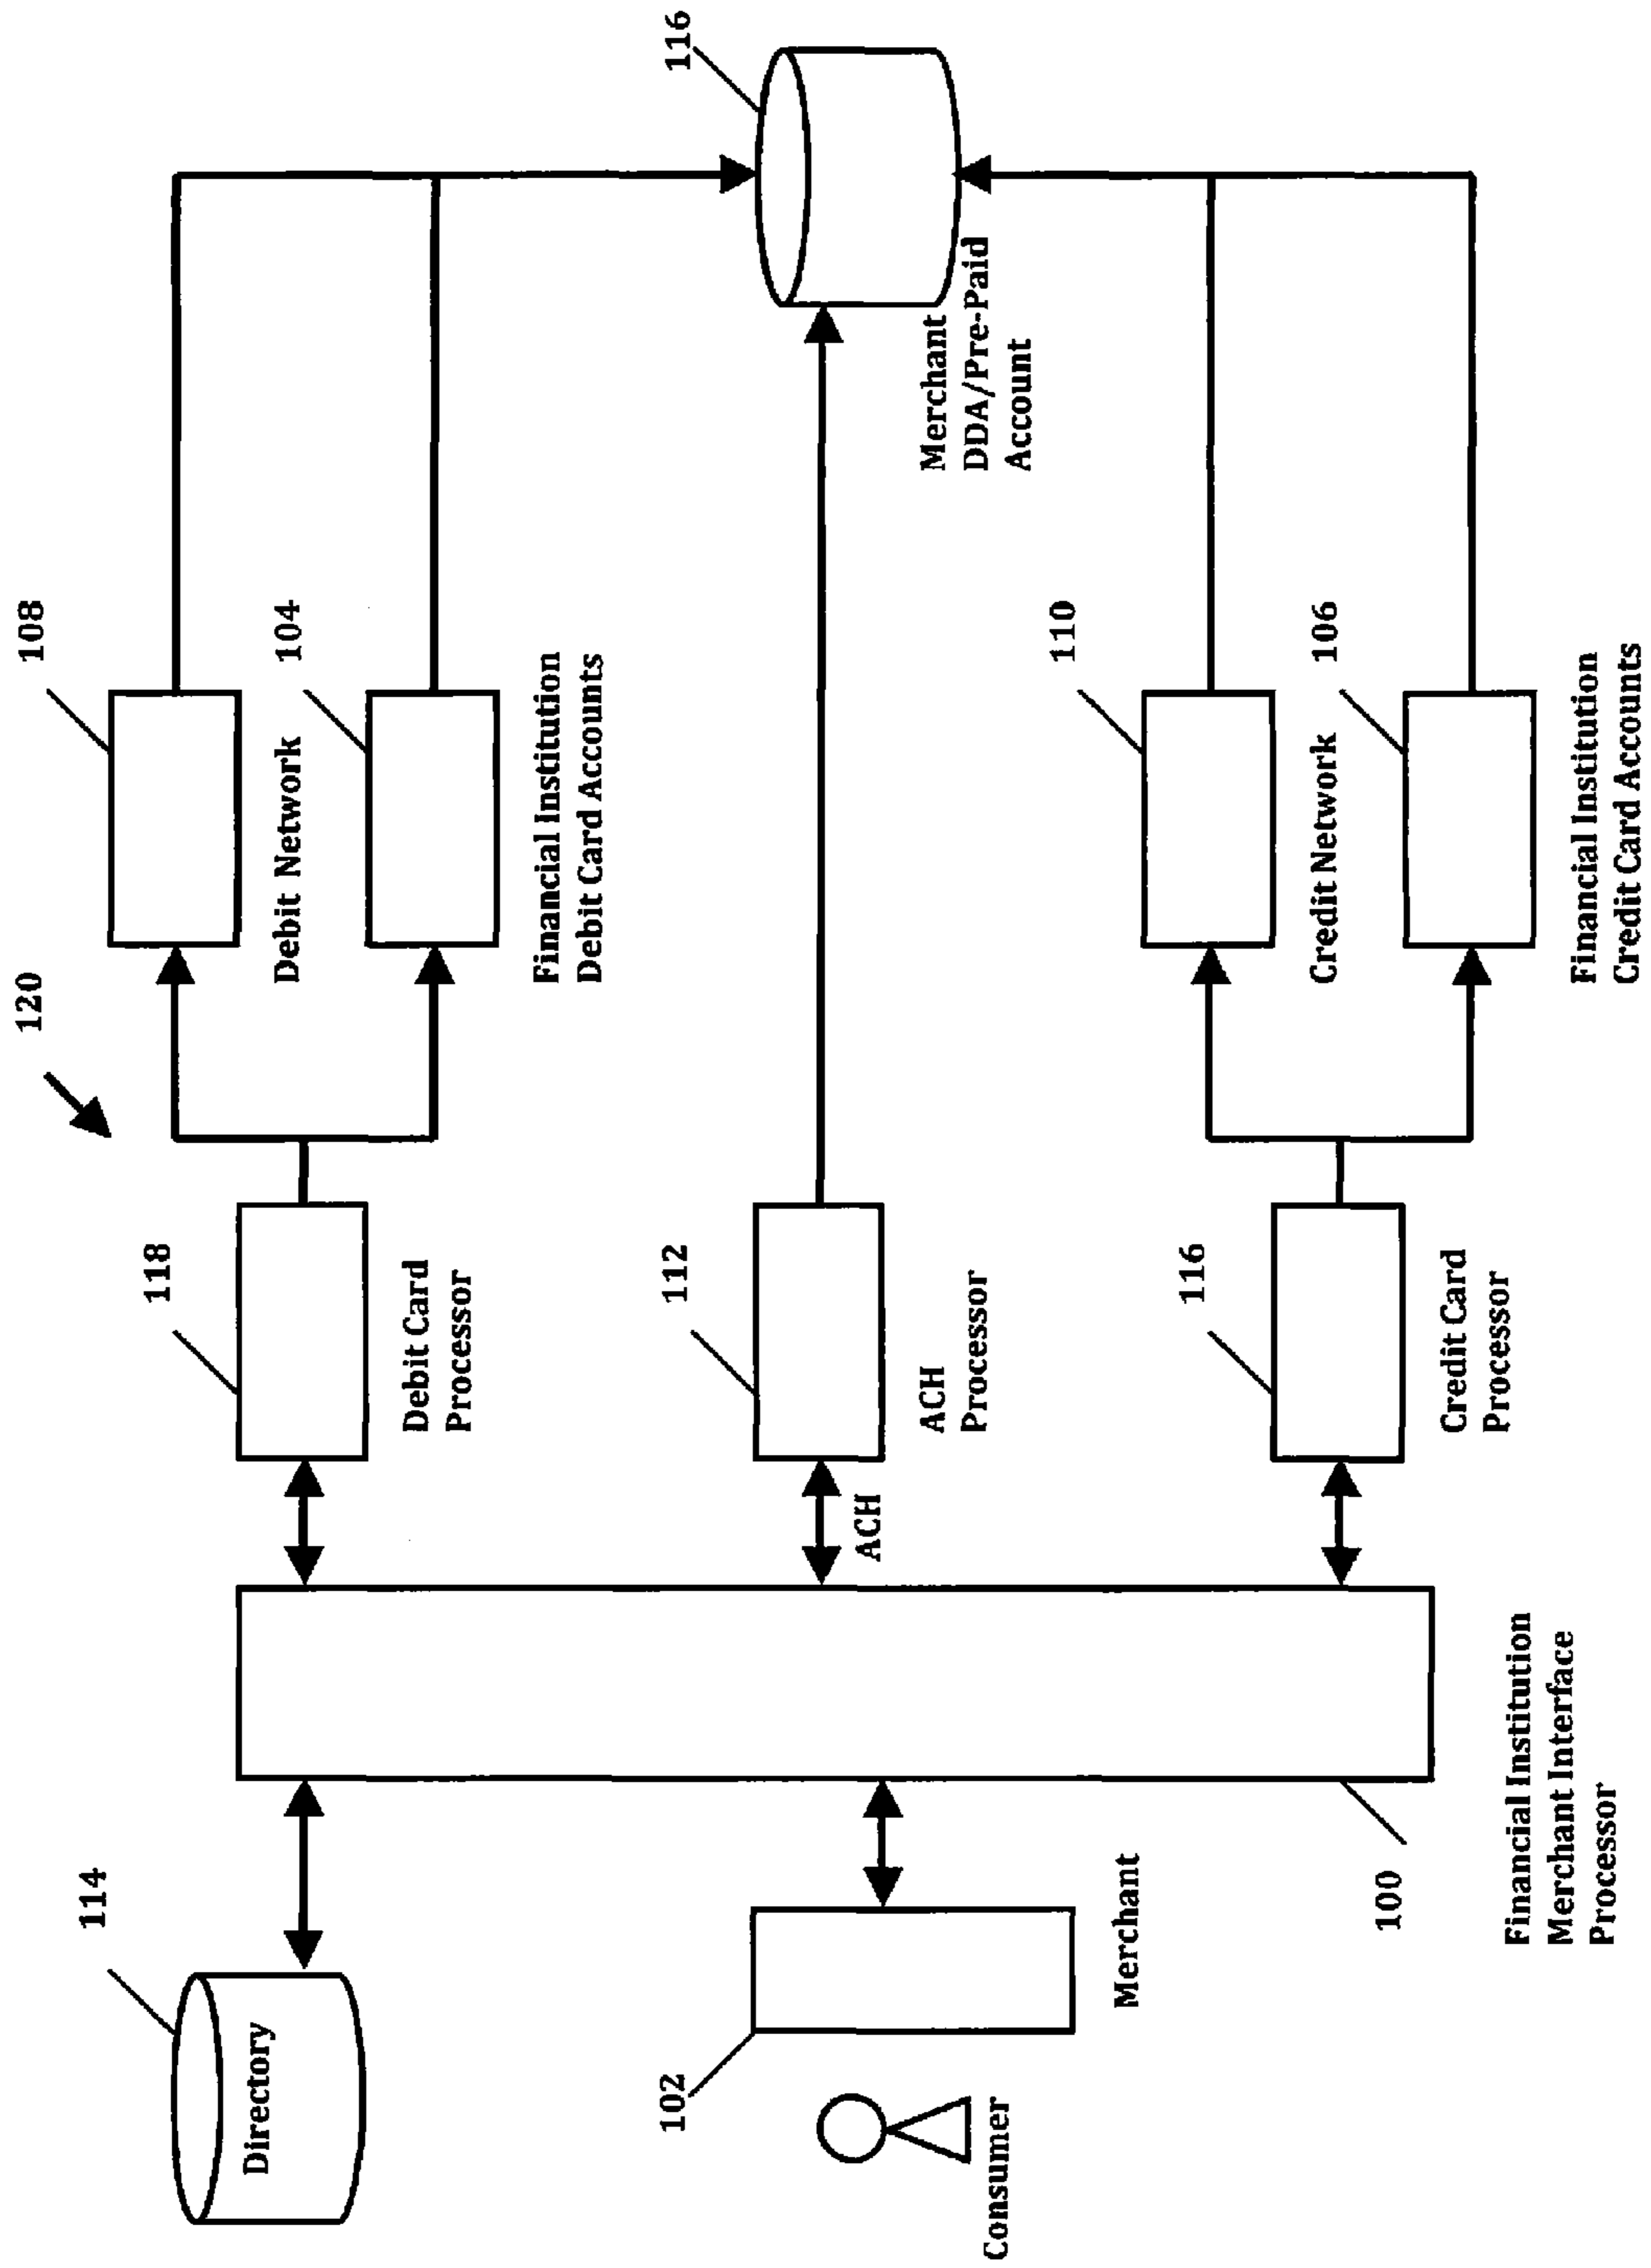 120
108
116
114
118
Debit Network
104
Directory
Debit Card
Processor
Financial Institution
Debit Card Accounts
102
112
Merchant
DDA/Pre-Paid
Account
ACH
ACH
Processor
Consumer
Merchant
110
116
Credit Network
106
100
Credit Card
Processor
Financial Institution
Merchant Interface
Processor
Financial Institution
Credit Card Accounts